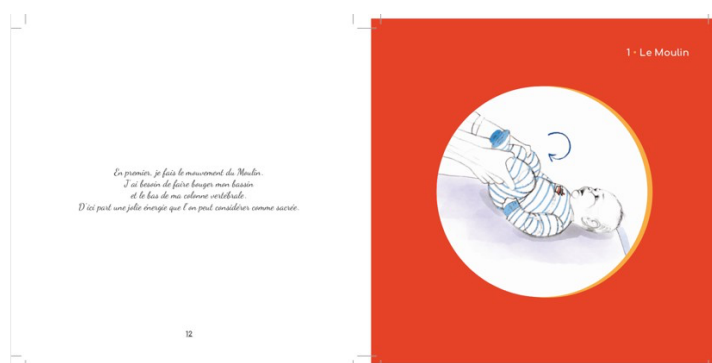 En premier, je fais le mouvement du Moulin.
J'ai besoin de faire bouger mon bassin
et le bas de ma colonne vertébrale.
D'ici part une jolie énergie que l'on peut considérer comme sacrée.
12
1 • Le Moulin